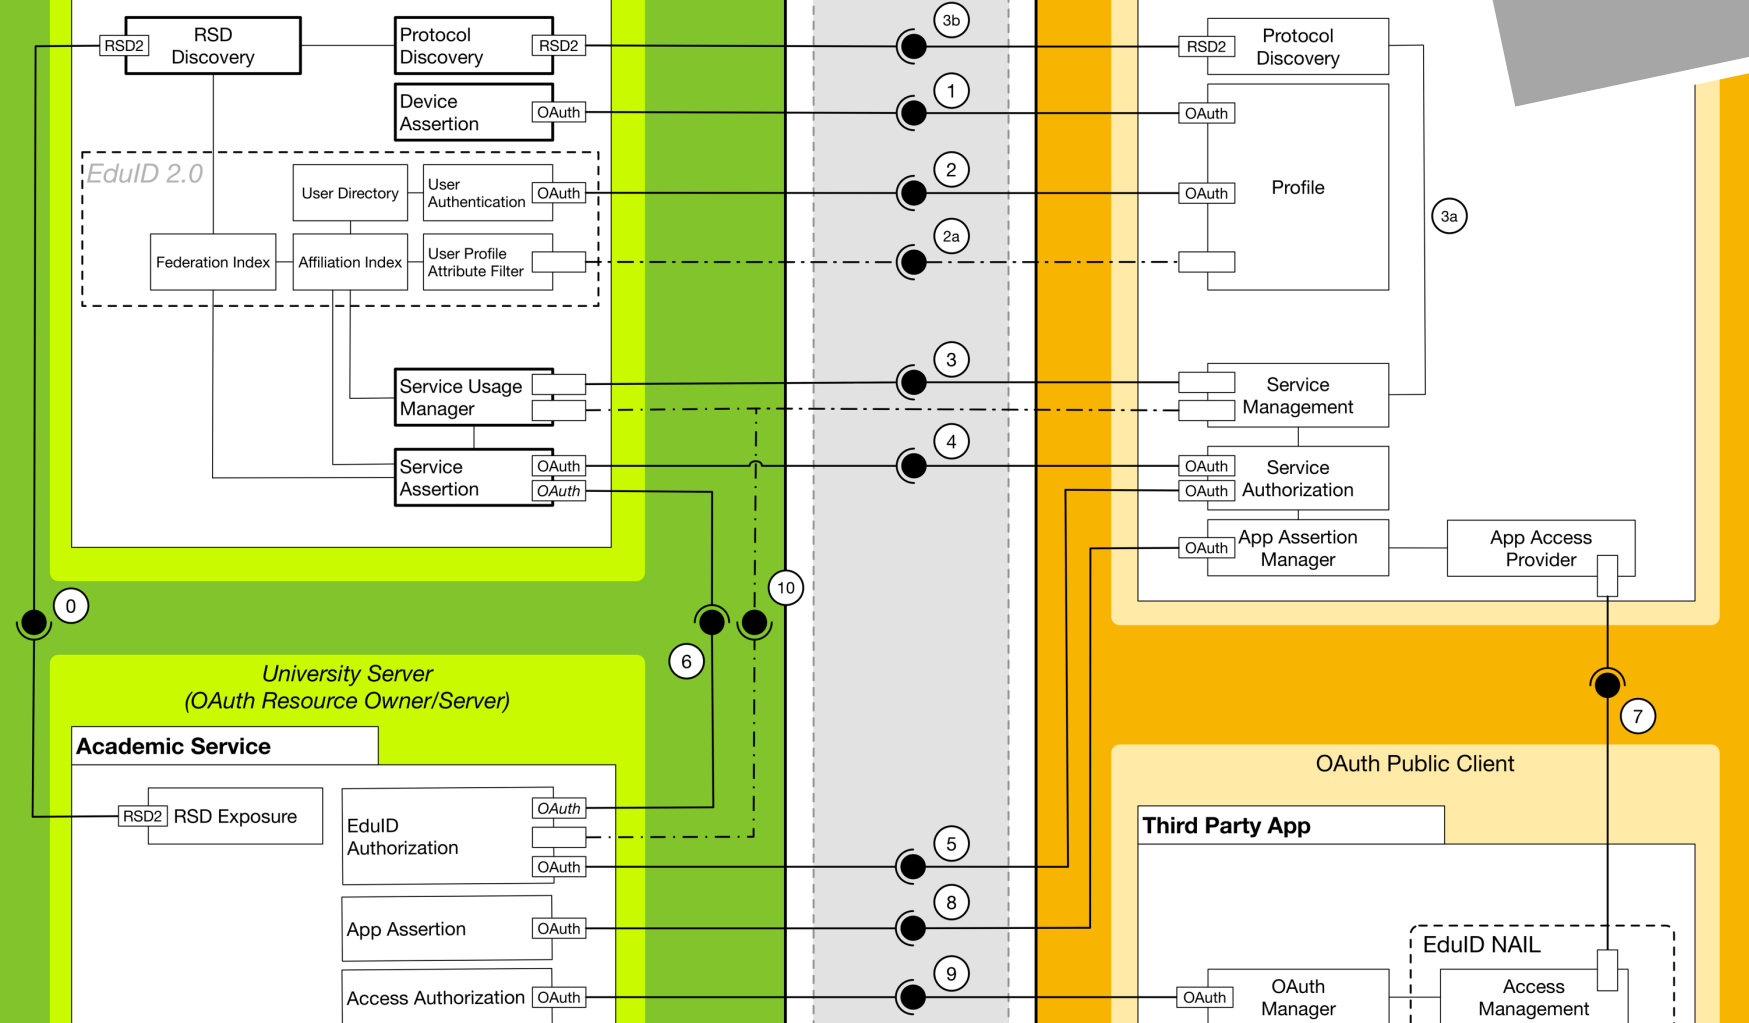 3b
RSD2
RSD
Discovery
Protocol
Discovery
RSD2
RSD2
Protocol
Discovery
1
Device
Assertion
OAuth
OAuth
EduID 2.0
2
User Directory
User
Authentication
OAuth
OAuth
Profile
3a
2a
Federation Index
Affiliation Index
User Profile
Attribute Filter
3
Service Usage
Manager
Service
Management
4
Service
Assertion
OAuth
OAuth
OAuth
OAuth
Service
Authorization
OAuth
App Assertion
Manager
App Access
Provider
0
10
6
University Server
(OAuth Resource Owner/Server)
7
Academic Service
OAuth Public Client
RSD2
RSD Exposure
EduID
Authorization
OAuth
OAuth
Third Party App
5
8
App Assertion
OAuth
EduID NAIL
9
Access Authorization
OAuth
OAuth
OAuth
Manager
Access
Management